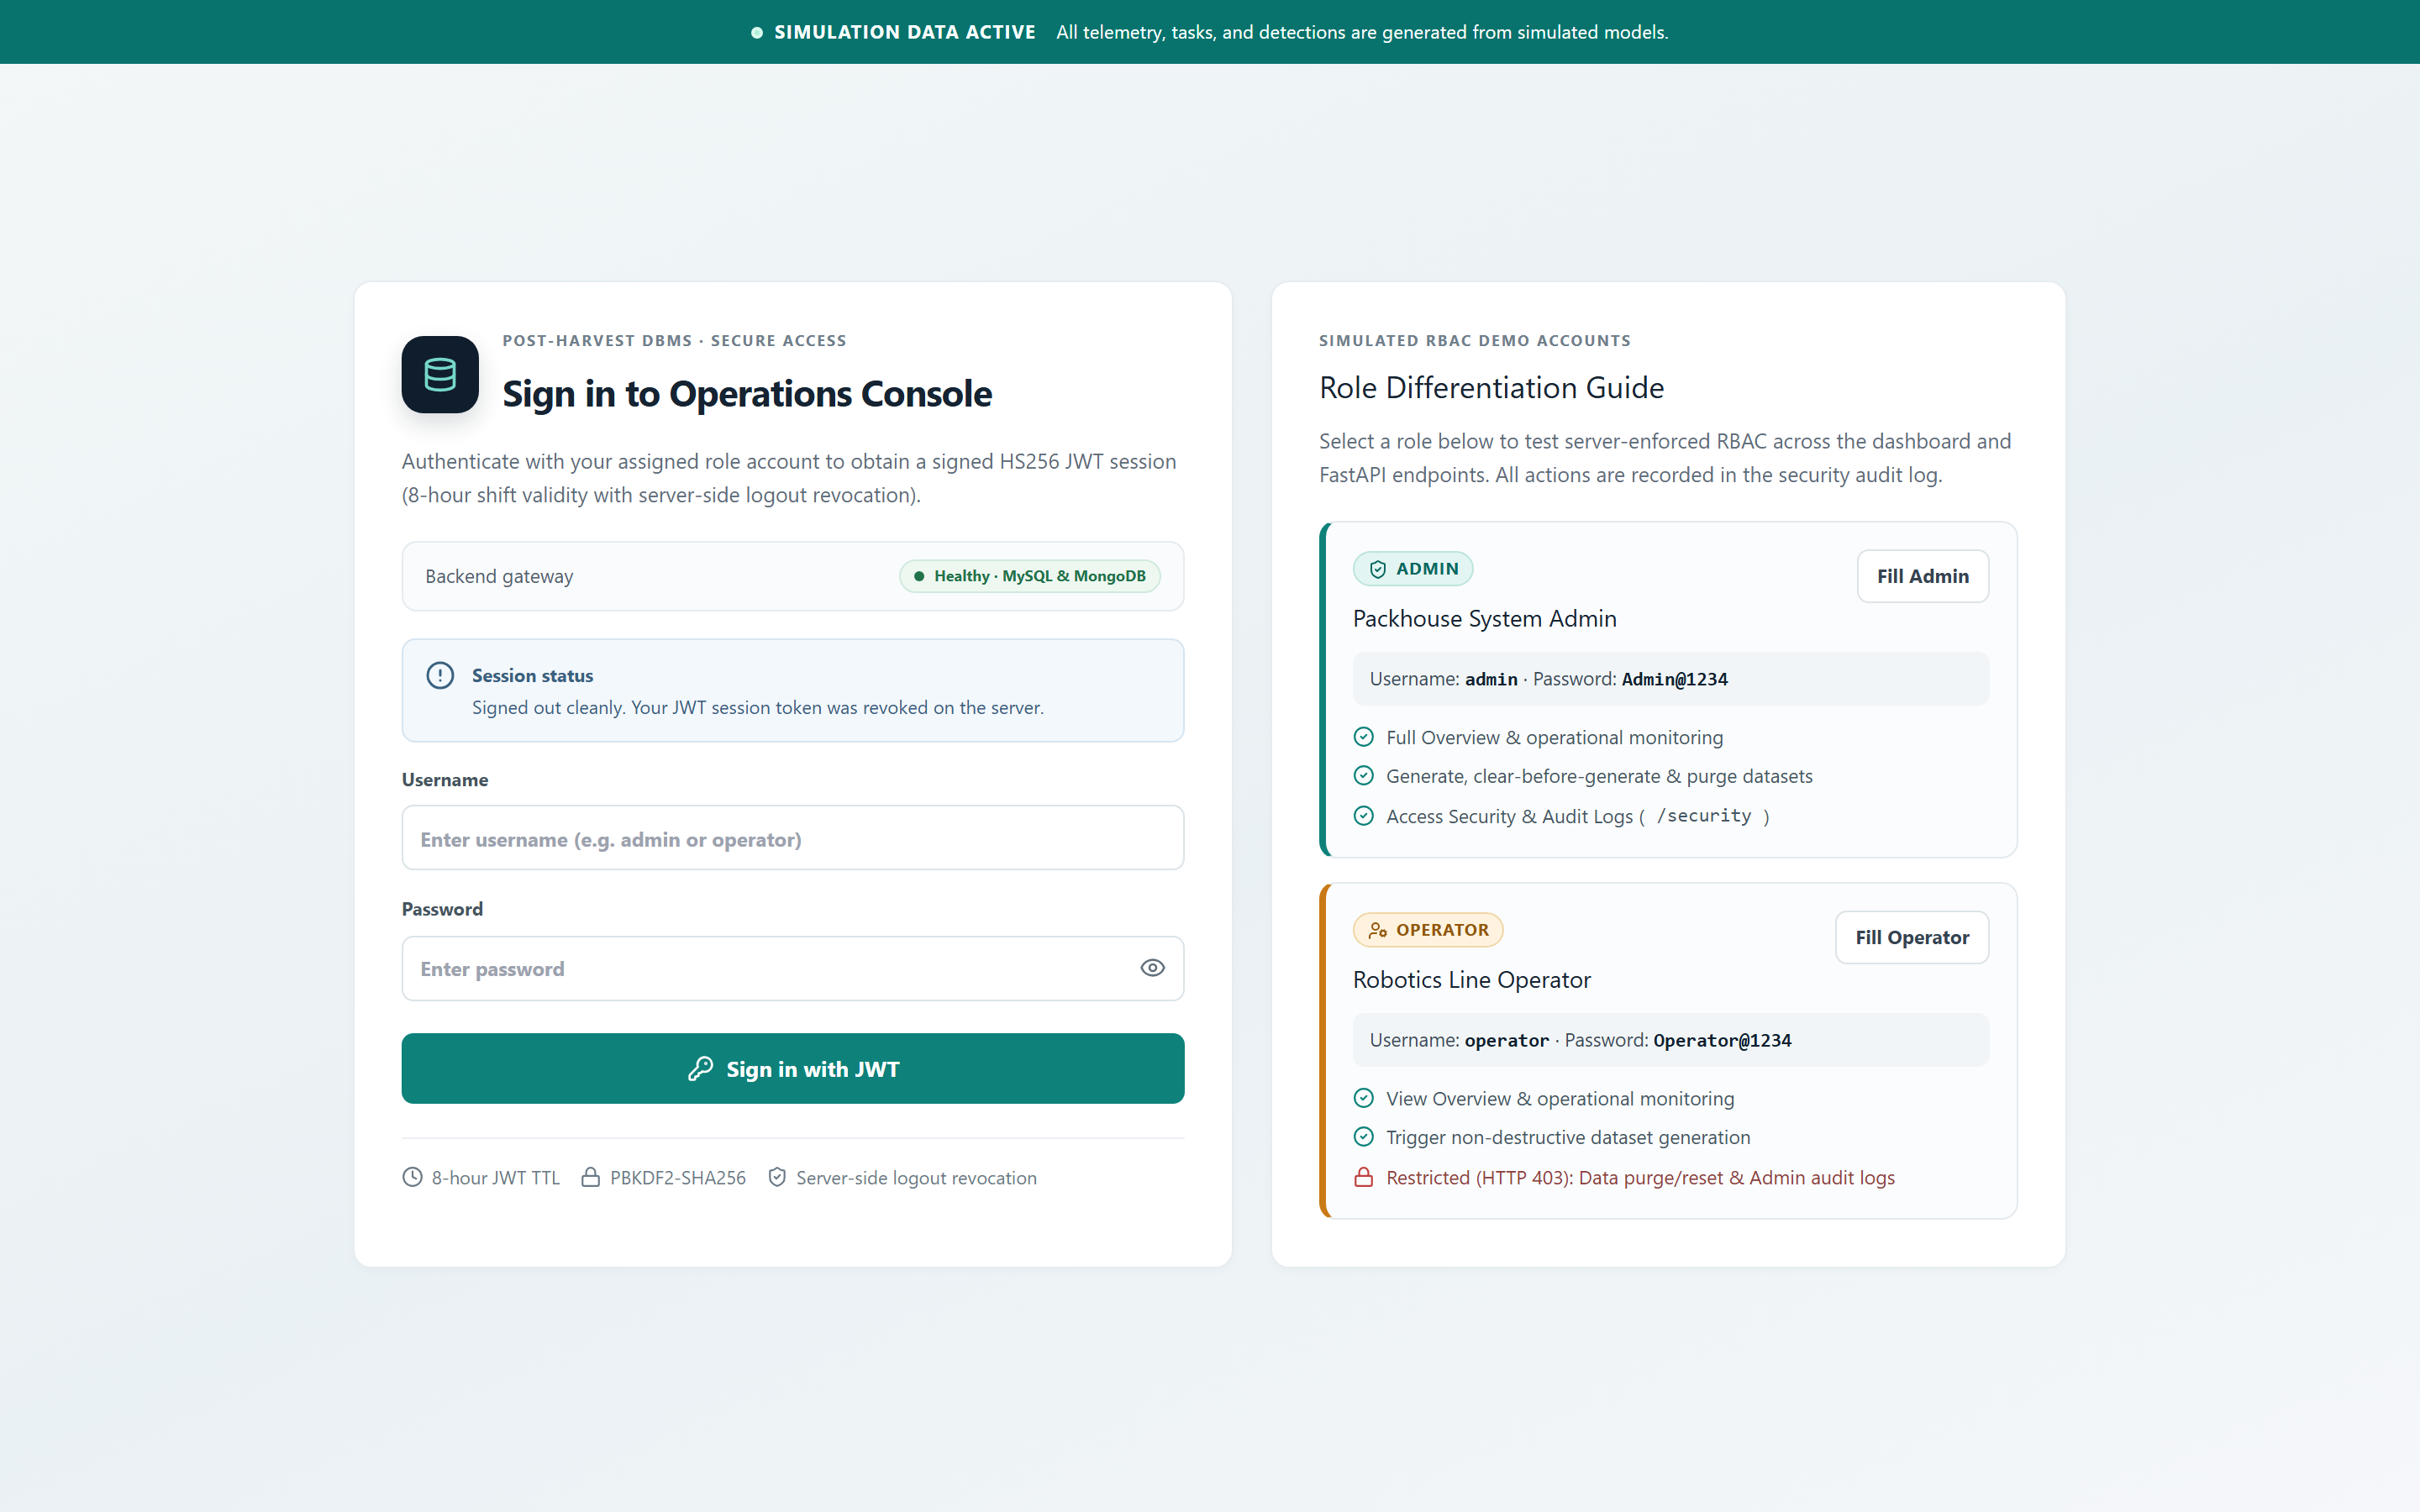 SIMULATION DATA ACTIVE All telemetry, tasks, and detections are generated from simulated models.
POST-HARVEST DBMS · SECURE ACCESS
Sign in to Operations Console
Authenticate with your assigned role account to obtain a signed HS256 JWT session
(8-hour shift validity with server-side logout revocation).
Backend gateway
Healthy · MySQL & MongoDB
Session status
Signed out cleanly. Your JWT session token was revoked on the server.
Username
Enter username (e.g. admin or operator)
Password
Enter password
Sign in with JWT
8-hour JWT TTL PBKDF2-SHA256 Server-side logout revocation
SIMULATED RBAC DEMO ACCOUNTS
Role Differentiation Guide
Select a role below to test server-enforced RBAC across the dashboard and
FastAPI endpoints. All actions are recorded in the security audit log.
ADMIN
Fill Admin
Packhouse System Admin
Username: admin · Password: Admin@1234
Full Overview & operational monitoring
Generate, clear-before-generate & purge datasets
Access Security & Audit Logs ( /security )
OPERATOR
Fill Operator
Robotics Line Operator
Username: operator · Password: Operator@1234
View Overview & operational monitoring
Trigger non-destructive dataset generation
Restricted (HTTP 403): Data purge/reset & Admin audit logs